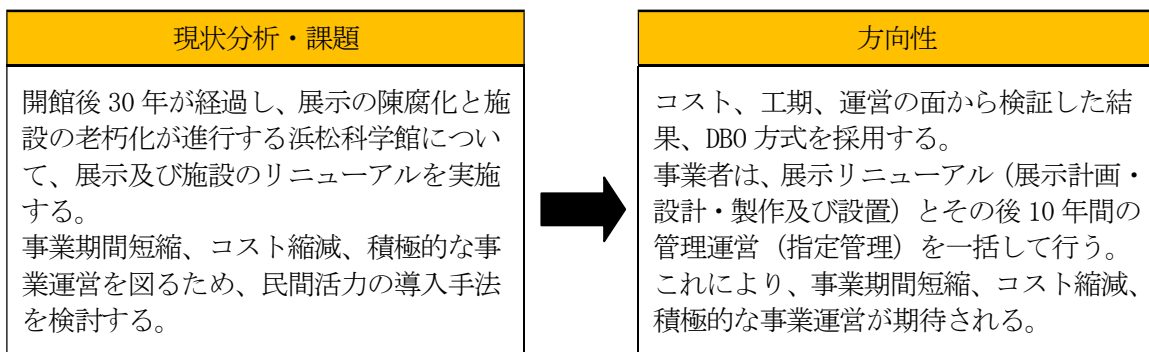 現状分析・課題
開館後 30 年が経過し、展示の陳腐化と施
設の老朽化が進行する浜松科学館につい
て、展示及び施設のリニューアルを実施
する。
事業期間短縮、コスト縮減、積極的な事
業運営を図るため、民間活力の導入手法
を検討する。
方向性
コスト、工期、運営の面から検証した結
果、DBO 方式を採用する。
事業者は、展示リニューアル（展示計画・
設計・製作及び設置）とその後 10 年間の
管理運営（指定管理）を一括して行う。
これにより、事業期間短縮、コスト縮減、
積極的な事業運営が期待される。